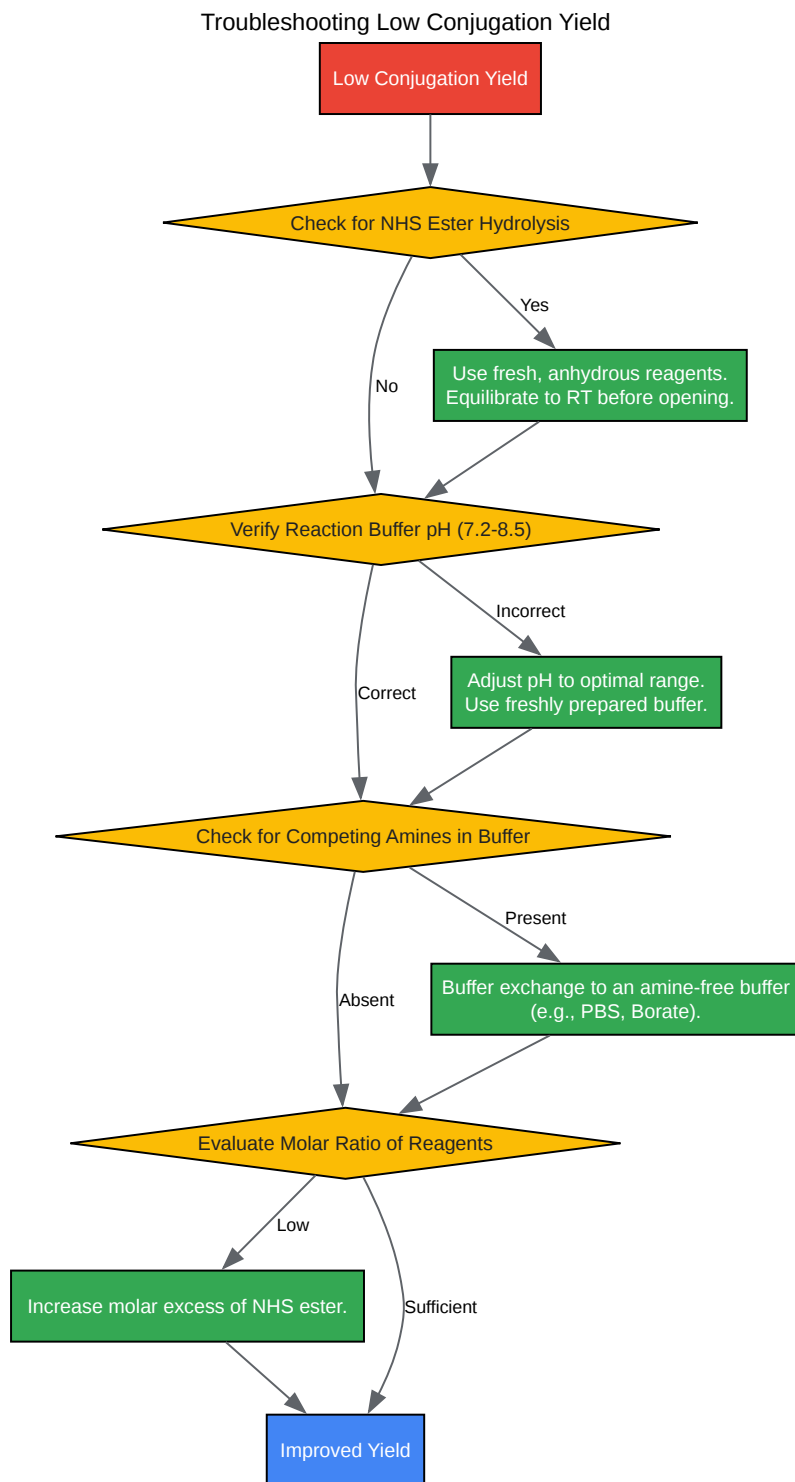 Troubleshooting Low Conjugation Yield
Low Conjugation Yield
Check for NHS Ester Hydrolysis
Yes
Use fresh, anhydrous reagents.
Equilibrate to RT before opening.
No
Verify Reaction Buffer pH (7.2-8.5)
Incorrect
Adjust pH to optimal range.
Use freshly prepared buffer.
Correct
Check for Competing Amines in Buffer
Present
Buffer exchange to an amine-free buffer
(e.g., PBS, Borate).
Absent
Evaluate Molar Ratio of Reagents
Low
Increase molar excess of NHS ester.
Sufficient
Improved Yield